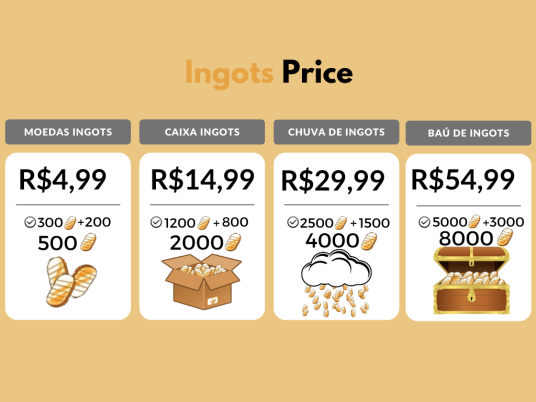 Ingots Price
MOEDAS INGOTS
R$4,99
300 +200
500
CAIXA INGOTS
R$14,99
1200 + 800
2000
CHUVA DE INGOTS
R$29,99
2500 + 1500
4000
BAÚ DE INGOTS
R$54,99
5000 +3000
8000